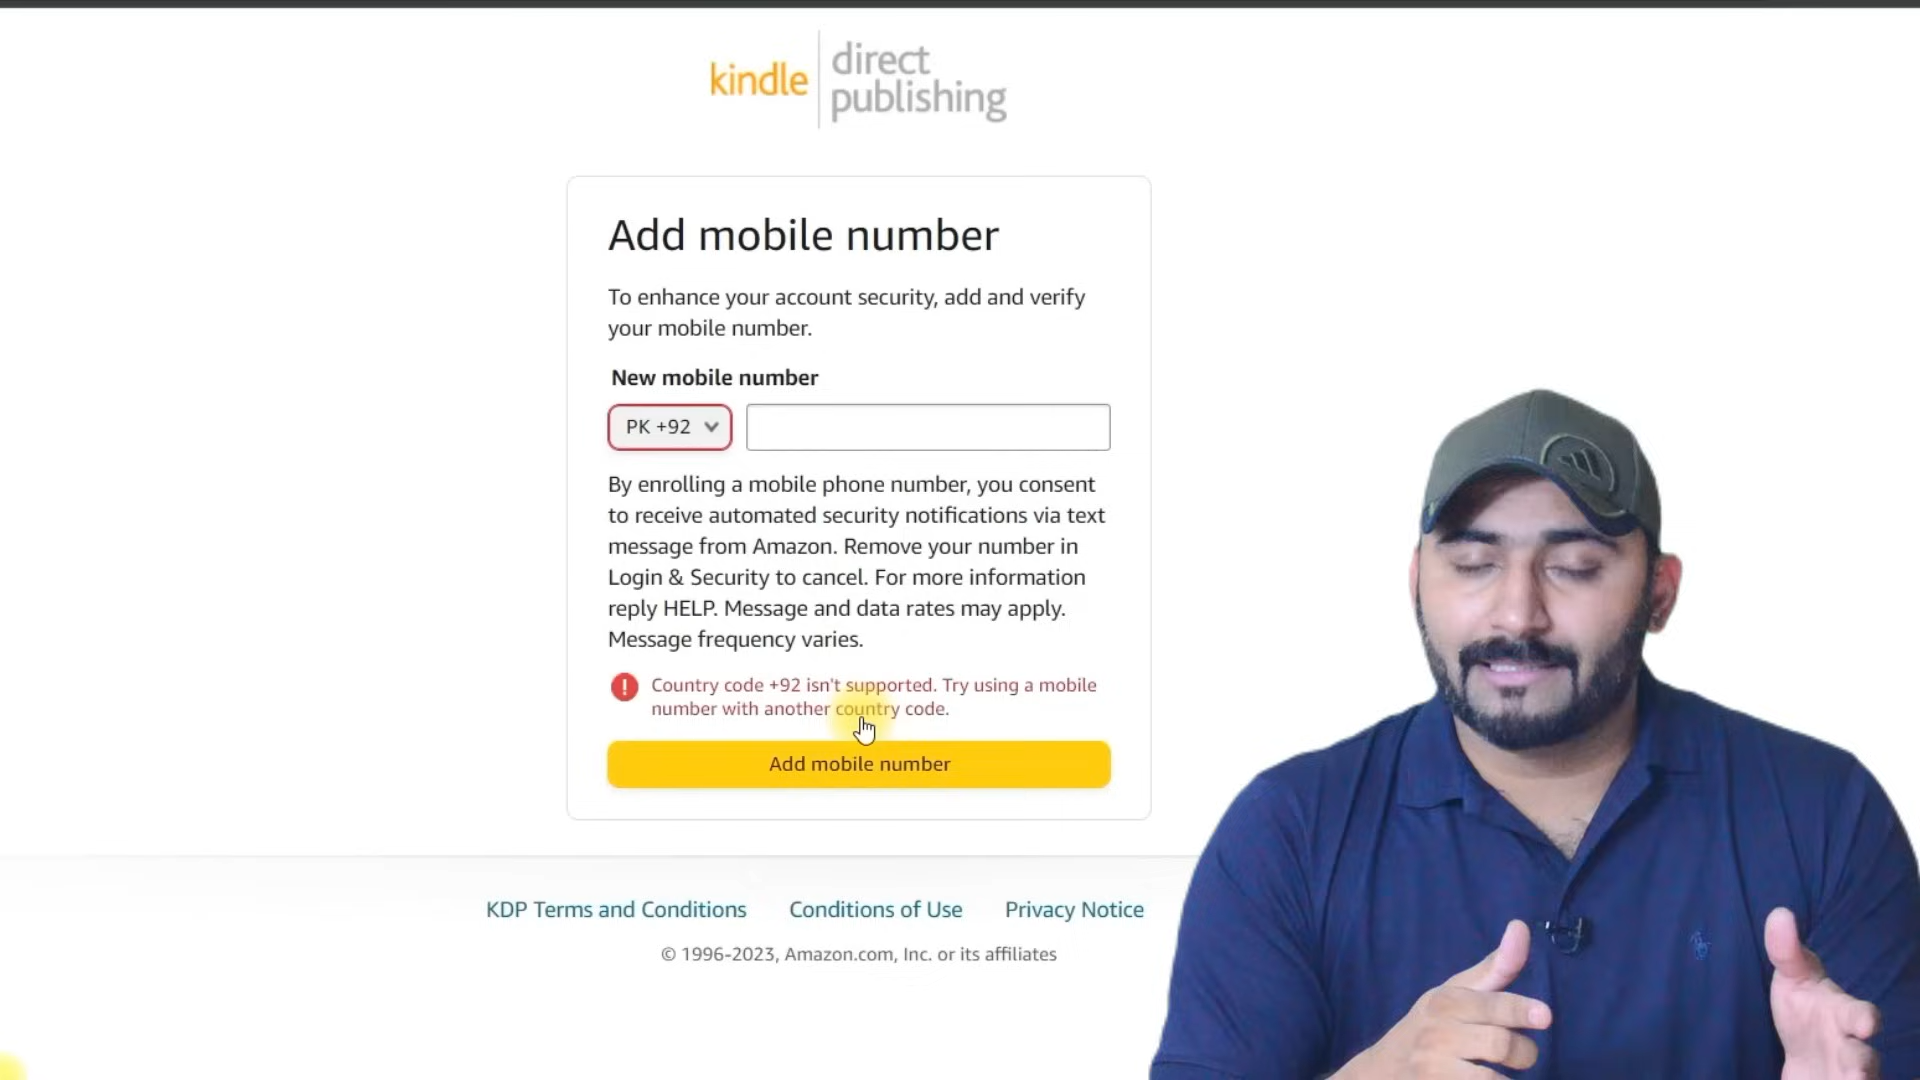 kindle
direct
publishing
Add mobile number
To enhance your account security, add and verify
your mobile number.
New mobile number
PK +92
By enrolling a mobile phone number, you consent
to receive automated security notifications via text
message from Amazon. Remove your number in
Login & Security to cancel. For more information
reply HELP. Message and data rates may apply.
Message frequency varies.
Country code +92 isn't supported. Try using a mobile
number with another country code.
Add mobile number
KDP Terms and Conditions Conditions of Use Privacy Notice
© 1996-2023, Amazon.com, Inc. or its affiliates